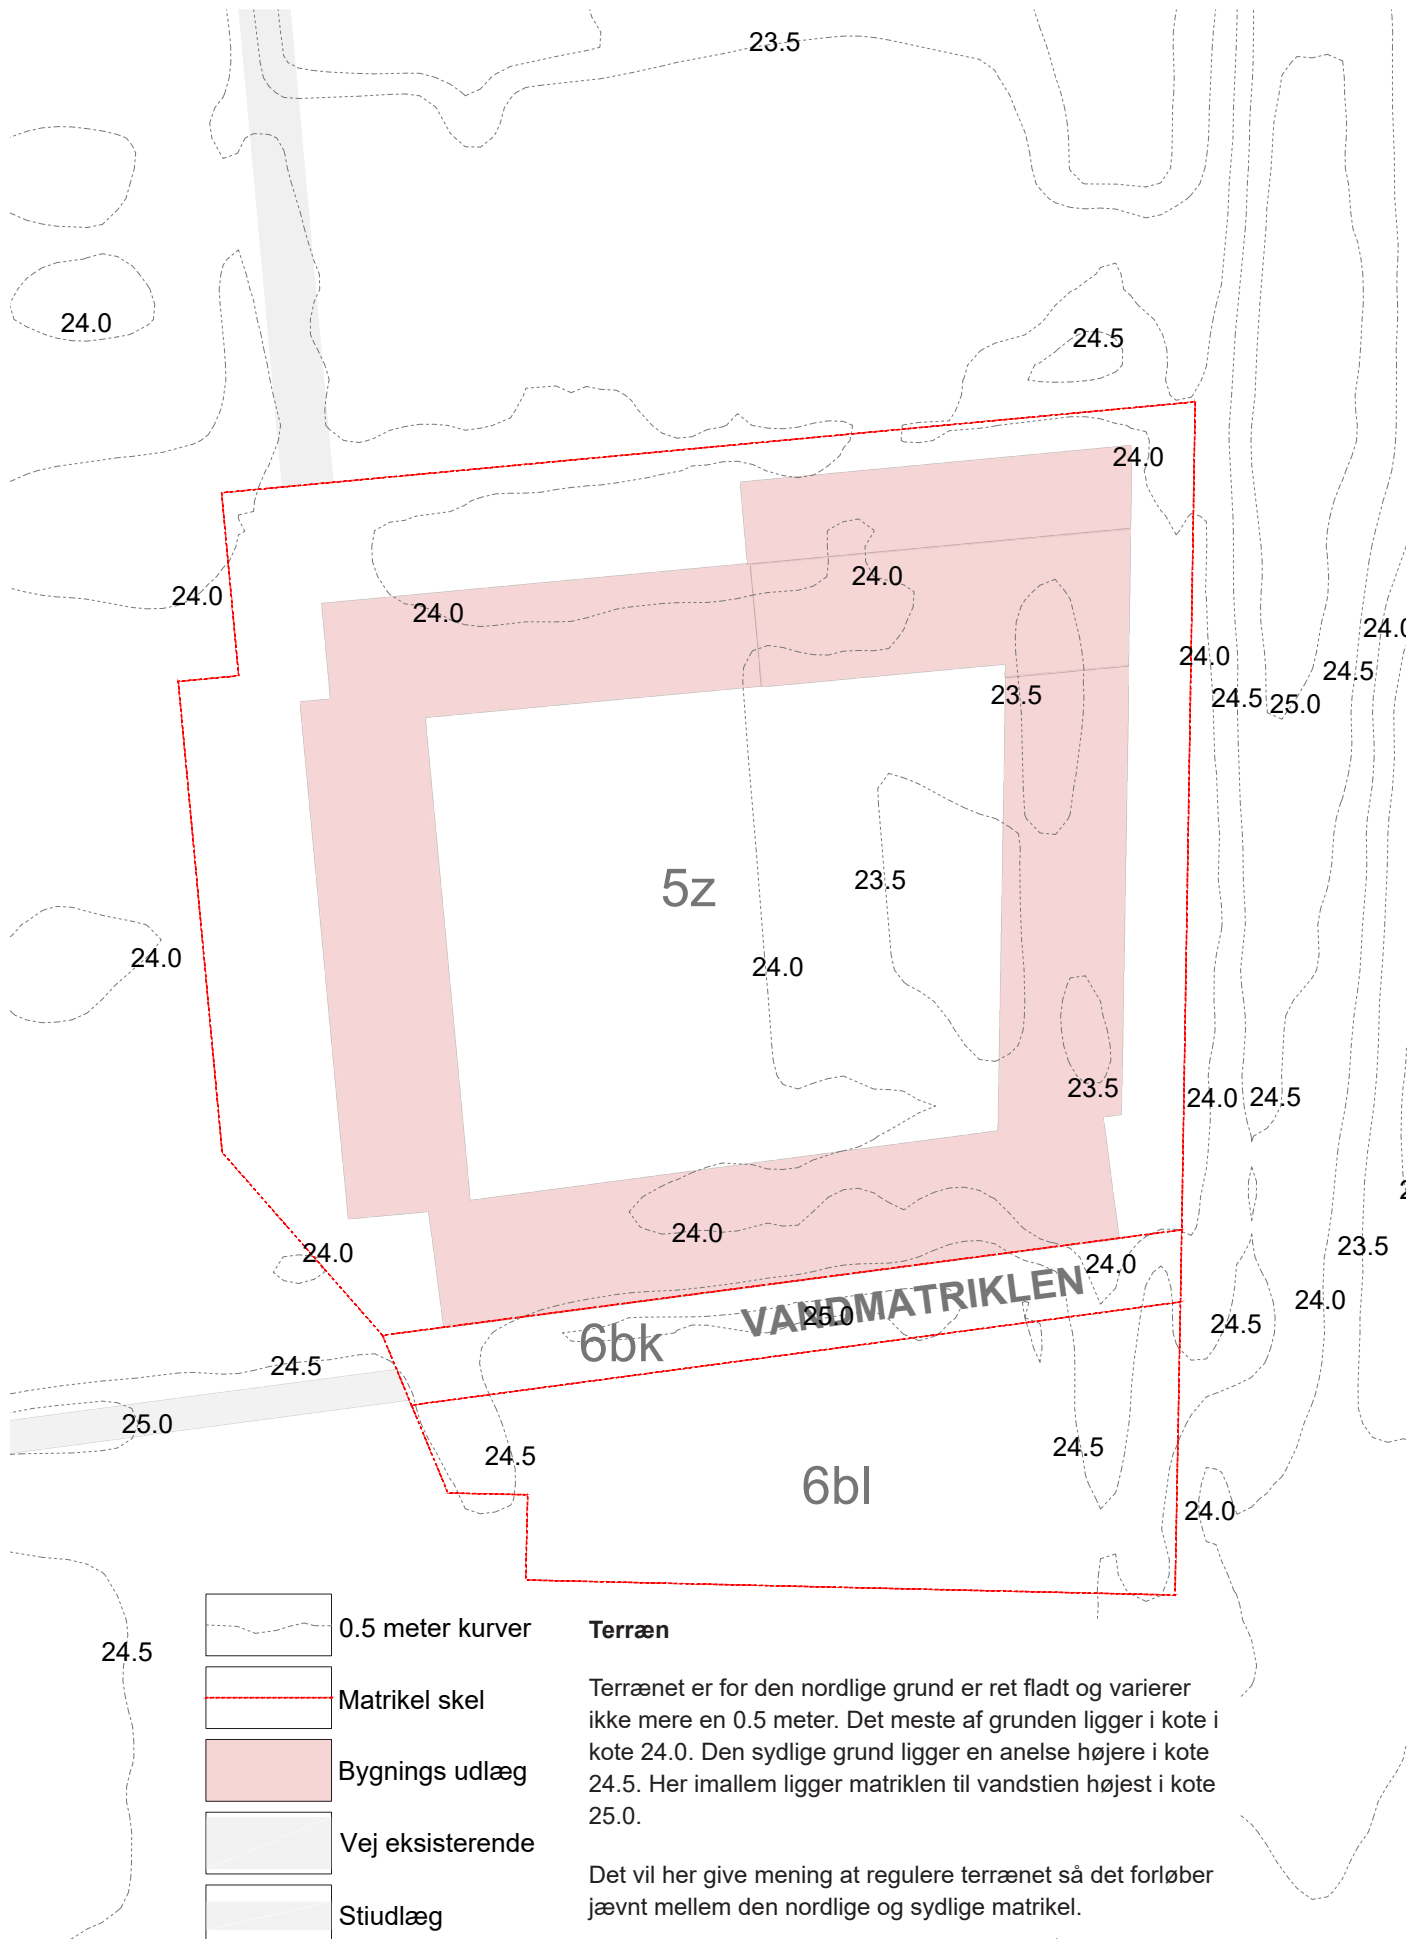 23.5
24.0
24.5
24.0
24.0
24.0
24.0
24.0
24.0
24.5
23.5
24.5
25.0
5z
23.5
24.0
24.0
23.5
24.0
24.5
24.0
24.0
24.0
23.5
VANDMATRIKLEN
25.0
24.0
24.5
6bk
24.5
25.0
24.5
24.5
6bl
24.0
24.5
0.5 meter kurver
Matrikel skel
Bygnings udlæg
Vej eksisterende
Stiudlæg
Terræn
Terrænet er for den nordlige grund er ret fladt og varierer
ikke mere en 0.5 meter. Det meste af grunden ligger i kote i
kote 24.0. Den sydlige grund ligger en anelse højere i kote
24.5. Her imallem ligger matriklen til vandstien højest i kote
25.0.
Det vil her give mening at regulere terrænet så det forløber
jævnt mellem den nordlige og sydlige matrikel.